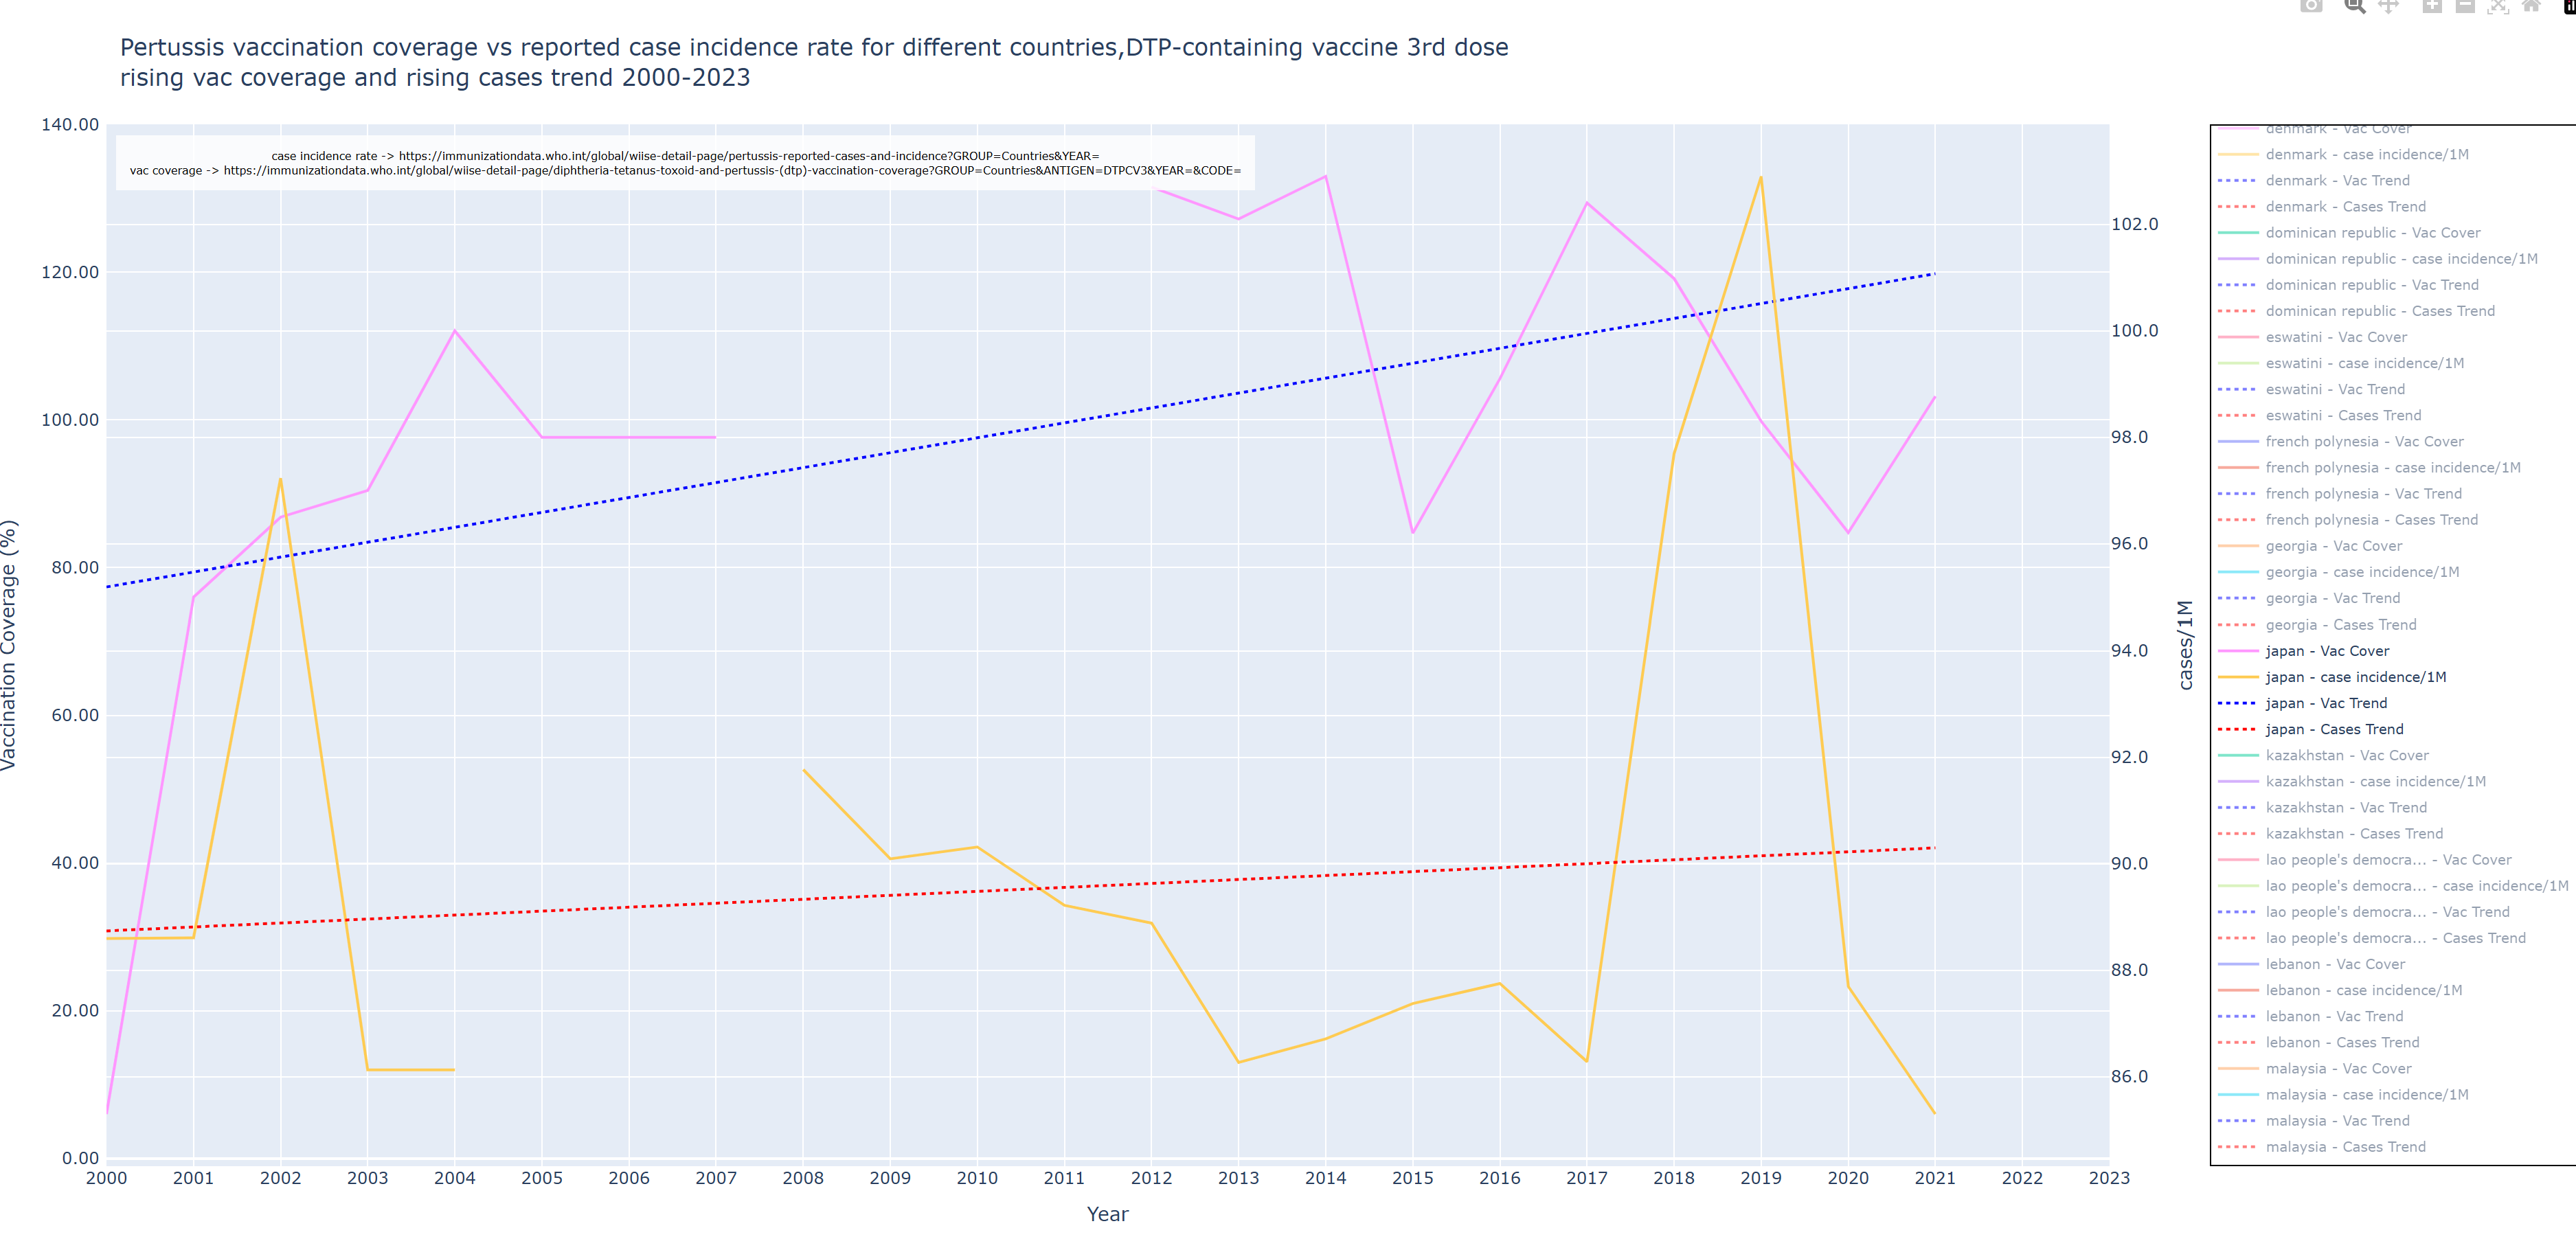 Pertussis vaccination coverage vs reported case incidence rate for different countries,DTP-containing vaccine 3rd dose
rising vac coverage and rising cases trend 2000-2023
case incidence rate -> https://immunizationdata.who.int/global/wiise-detail-page/pertussis-reported-cases-and-incidence?GROUP=Countries&YEAR=
vac coverage -> https://immunizationdata.who.int/global/wiise-detail-page/diphtheria-tetanus-toxoid-and-pertussis-(dtp)-vaccination-coverage?GROUP=Countries&ANTIGEN=DTPCV3&YEAR=&CODE=
Vaccination Coverage (%)
140.00
120.00
100.00
80.00
60.00
40.00
20.00
0.00
2000 2001 2002 2003 2004 2005 2006 2007 2008 2009 2010 2011 2012 2013 2014 2015 2016 2017 2018 2019 2020 2021 2022 2023
Year
102.0
100.0
98.0
96.0
94.0
92.0
90.0
88.0
86.0
cases/1M
denmark - Vac Cover
denmark - case incidence/1M
denmark - Vac Trend
denmark - Cases Trend
dominican republic - Vac Cover
dominican republic - case incidence/1M
dominican republic - Vac Trend
dominican republic - Cases Trend
eswatini - Vac Cover
eswatini - case incidence/1M
eswatini - Vac Trend
eswatini - Cases Trend
french polynesia - Vac Cover
french polynesia - case incidence/1M
french polynesia - Vac Trend
french polynesia - Cases Trend
georgia - Vac Cover
georgia - case incidence/1M
georgia - Vac Trend
georgia - Cases Trend
japan - Vac Cover
japan - case incidence/1M
japan - Vac Trend
japan - Cases Trend
kazakhstan - Vac Cover
kazakhstan - case incidence/1M
kazakhstan - Vac Trend
kazakhstan - Cases Trend
lao people's democra... - Vac Cover
lao people's democra... - case incidence/1M
lao people's democra... - Vac Trend
lao people's democra... - Cases Trend
lebanon - Vac Cover
lebanon - case incidence/1M
lebanon - Vac Trend
lebanon - Cases Trend
malaysia - Vac Cover
malaysia - case incidence/1M
malaysia - Vac Trend
malaysia - Cases Trend